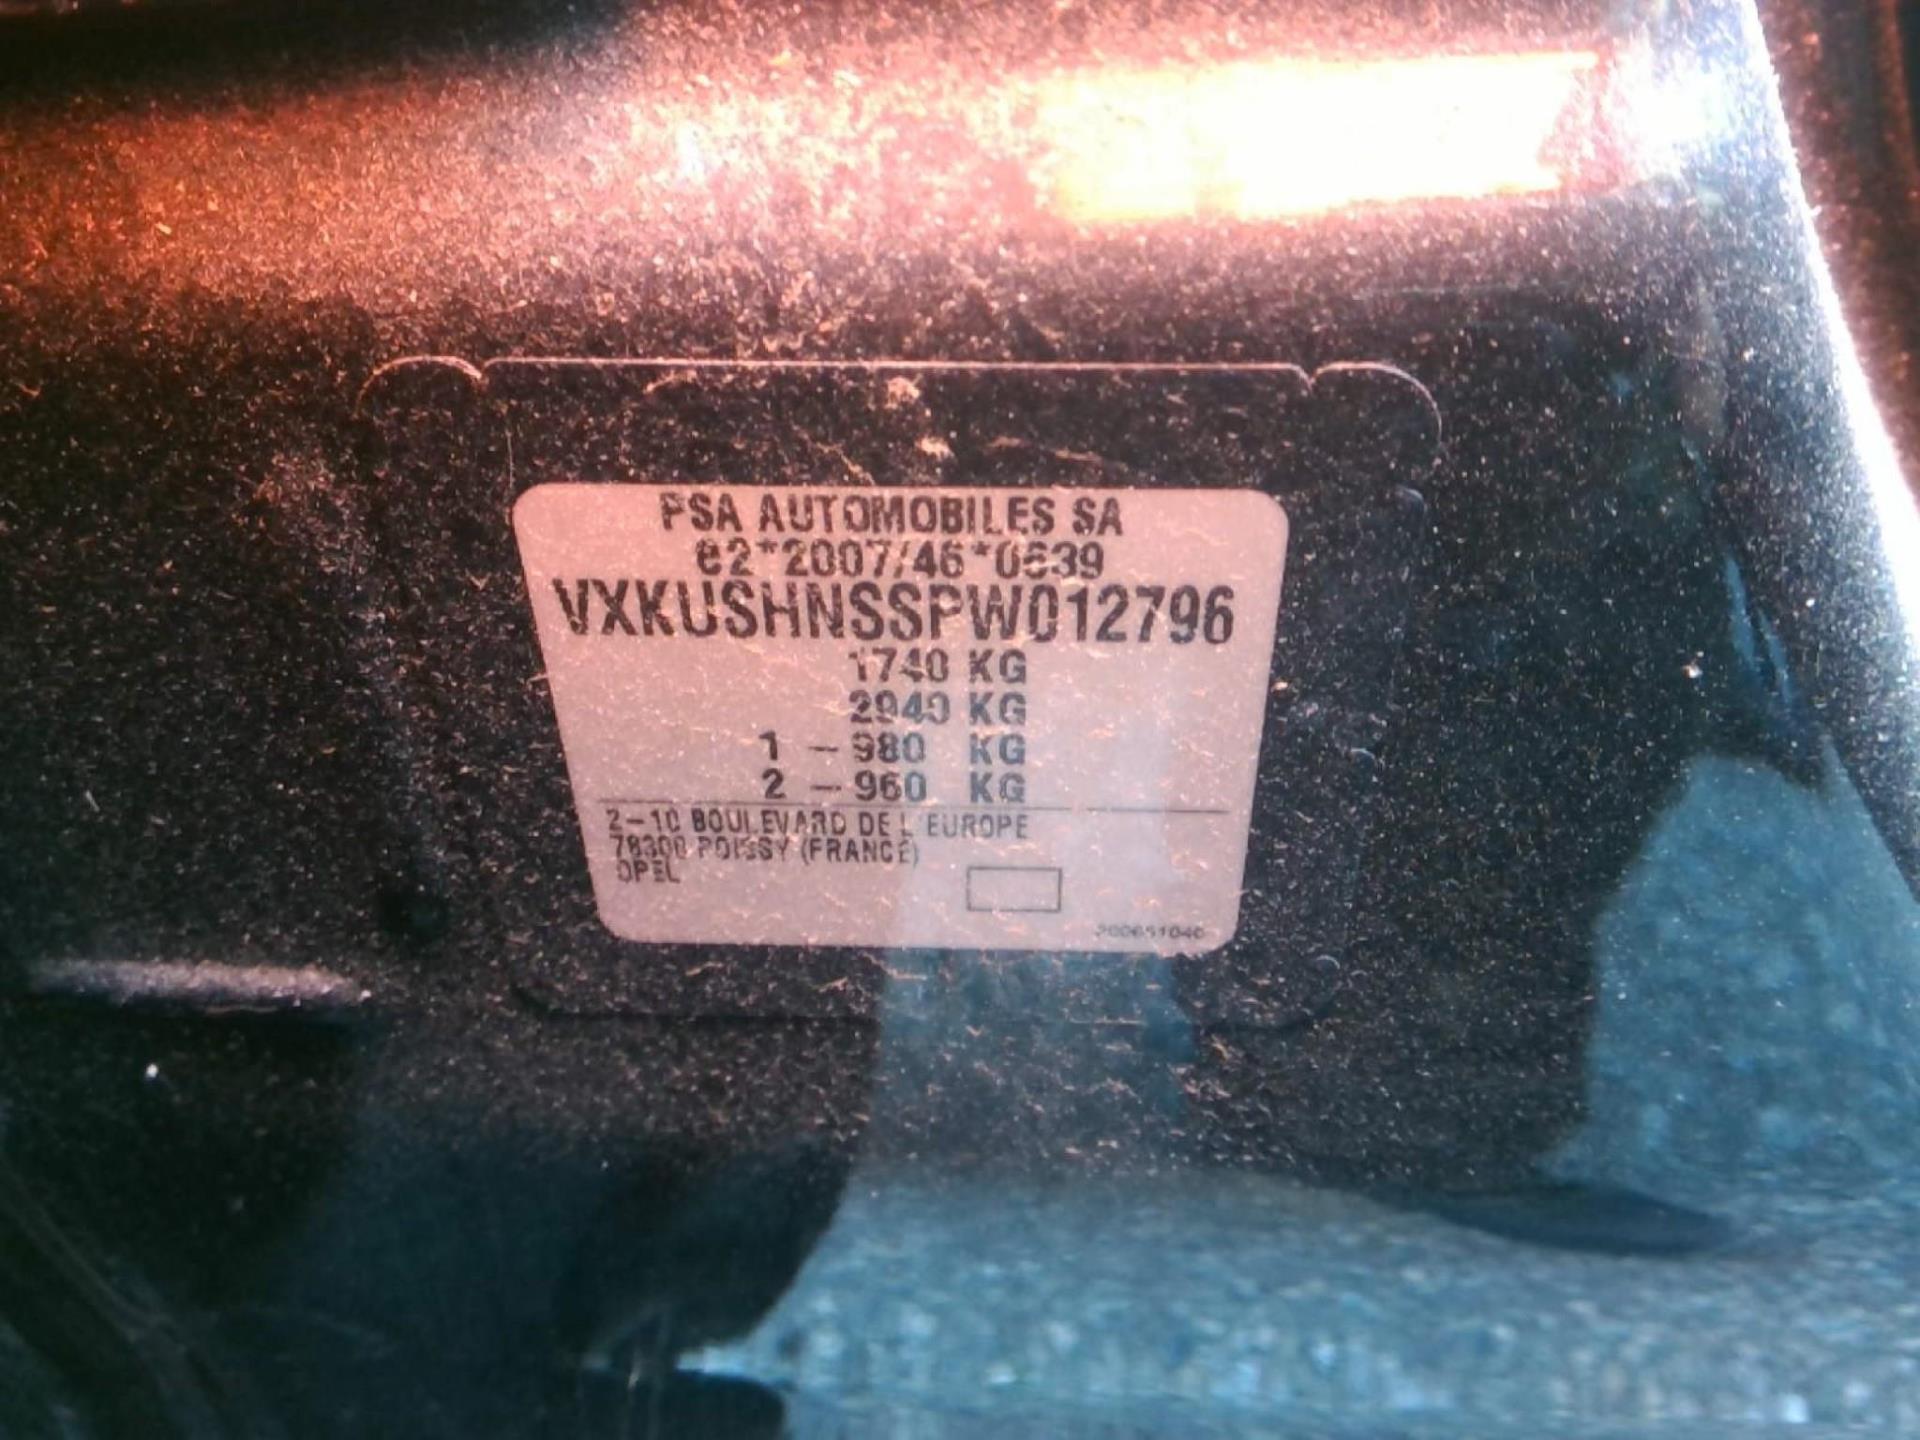 PSA AUTOMOBILES SA
e2*2007/46*0639
VXKUSHNSSPW012796
1740 KG
2940 KG
1 - 980 KG
2 - 960 KG
2-10 BOULEVARD DE L'EUROPE
78300 POISSY (FRANCE)
OPEL